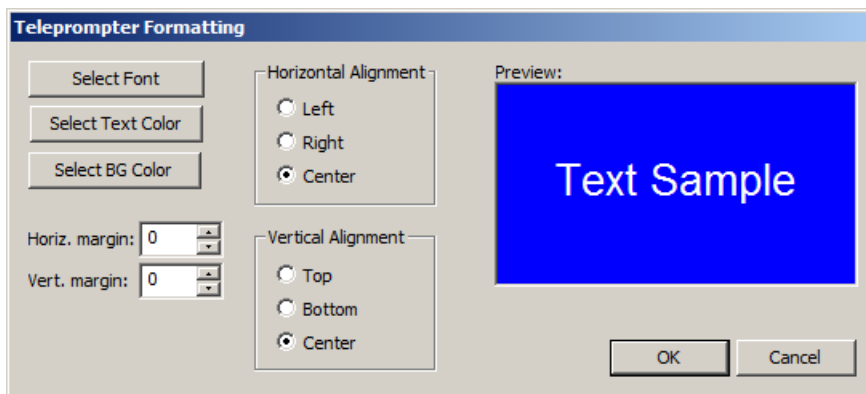 Teleprompter Formatting
Select Font
Select Text Color
Select BG Color
Horiz. margin: 0
Vert. margin: 0
Horizontal Alignment
Left
Right
Center
Vertical Alignment
Top
Bottom
Center
Preview:
Text Sample
OK
Cancel